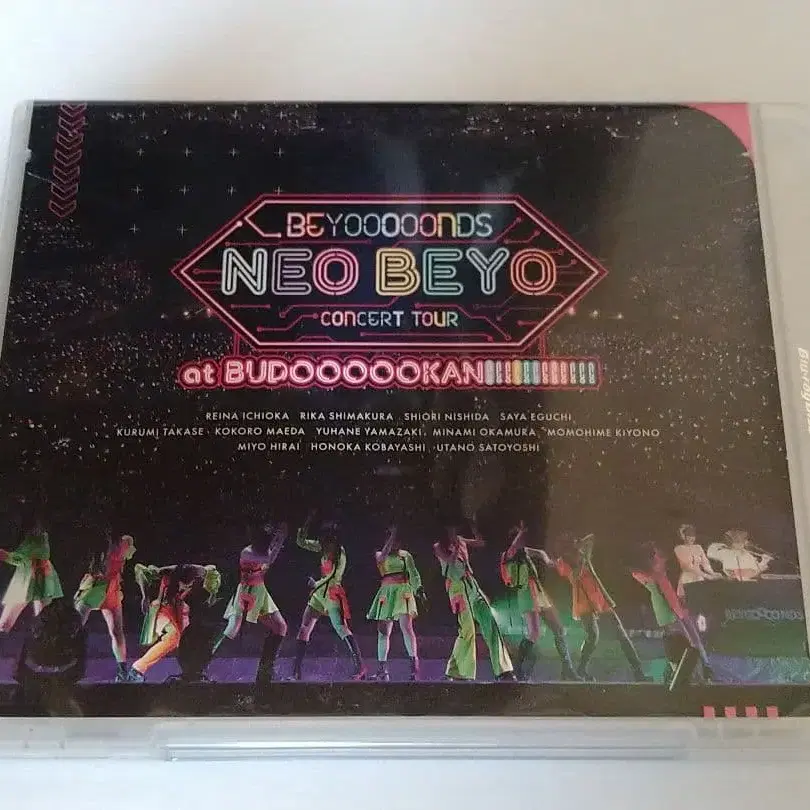 BEYOOOOONDS
NEO BEYO
CONCERT TOUR
at BUDOOOOOKAN!!!!!!!!!!!!
REINA ICHIOKA RIKA SHIMAKURA SHIORI NISHIDA SAYA EGUCHI
KURUMI TAKASE KOKORO MAEDA YUHANE YAMAZAKI MINAMI OKAMURA MOMOHIME KIYONO
MIYO HIRAI HONOKA KOBAYASHI UTANO SATOYOSHI
BEYOOOOONDS